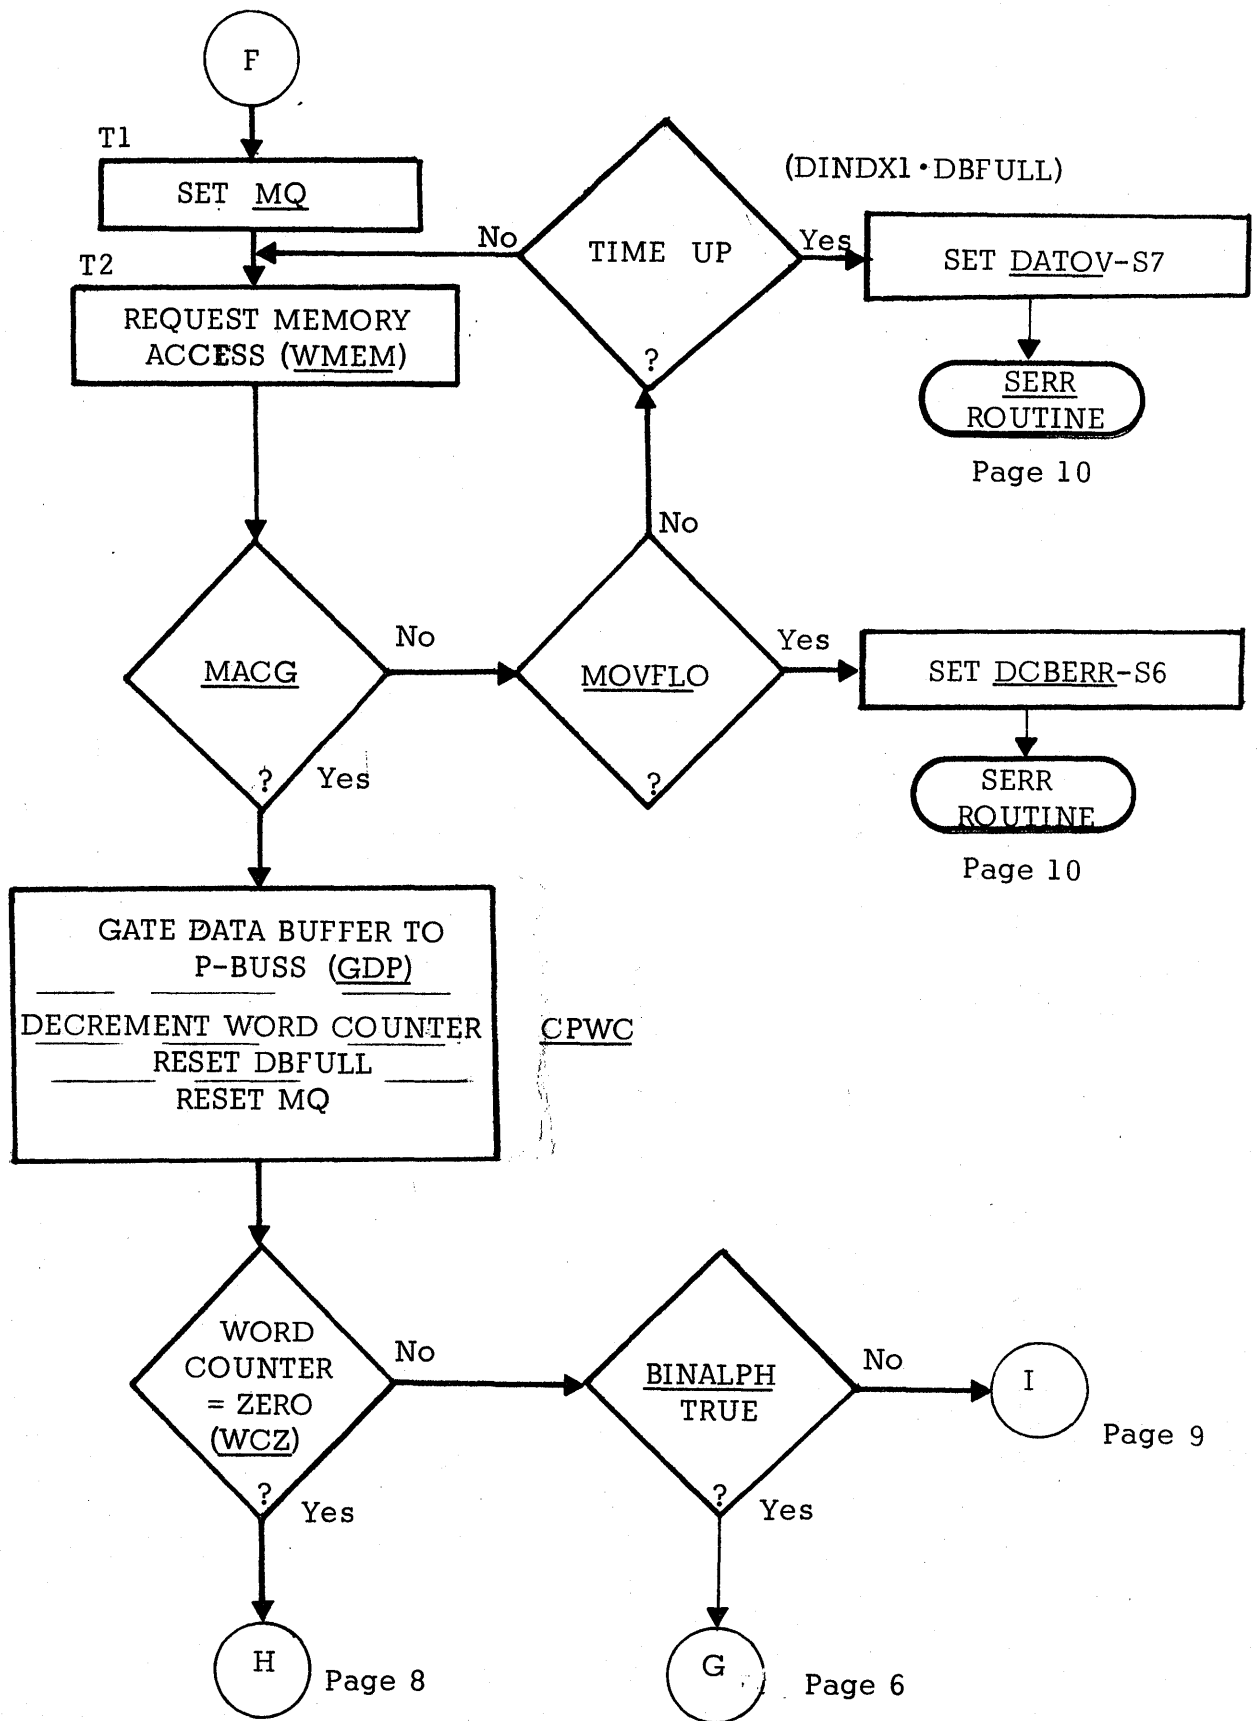 F
T1
SET MQ
T2
REQUEST MEMORY
ACCESS (WMEM)
No
TIME UP
?
(DINDX1·DBFULL)
Yes
SET DATOV-S7
SERR
ROUTINE
Page 10
MACG
?
No
Yes
MOVFLO
?
No
Yes
SET DCBERR-S6
SERR
ROUTINE
Page 10
GATE DATA BUFFER TO
P-BUSS (GDP)
DECREMENT WORD COUNTER
RESET DBFULL
RESET MQ
CPWC
WORD
COUNTER
= ZERO
(WCZ)
?
No
Yes
BINALPH
TRUE
?
No
Yes
I
Page 9
H
Page 8
G
Page 6